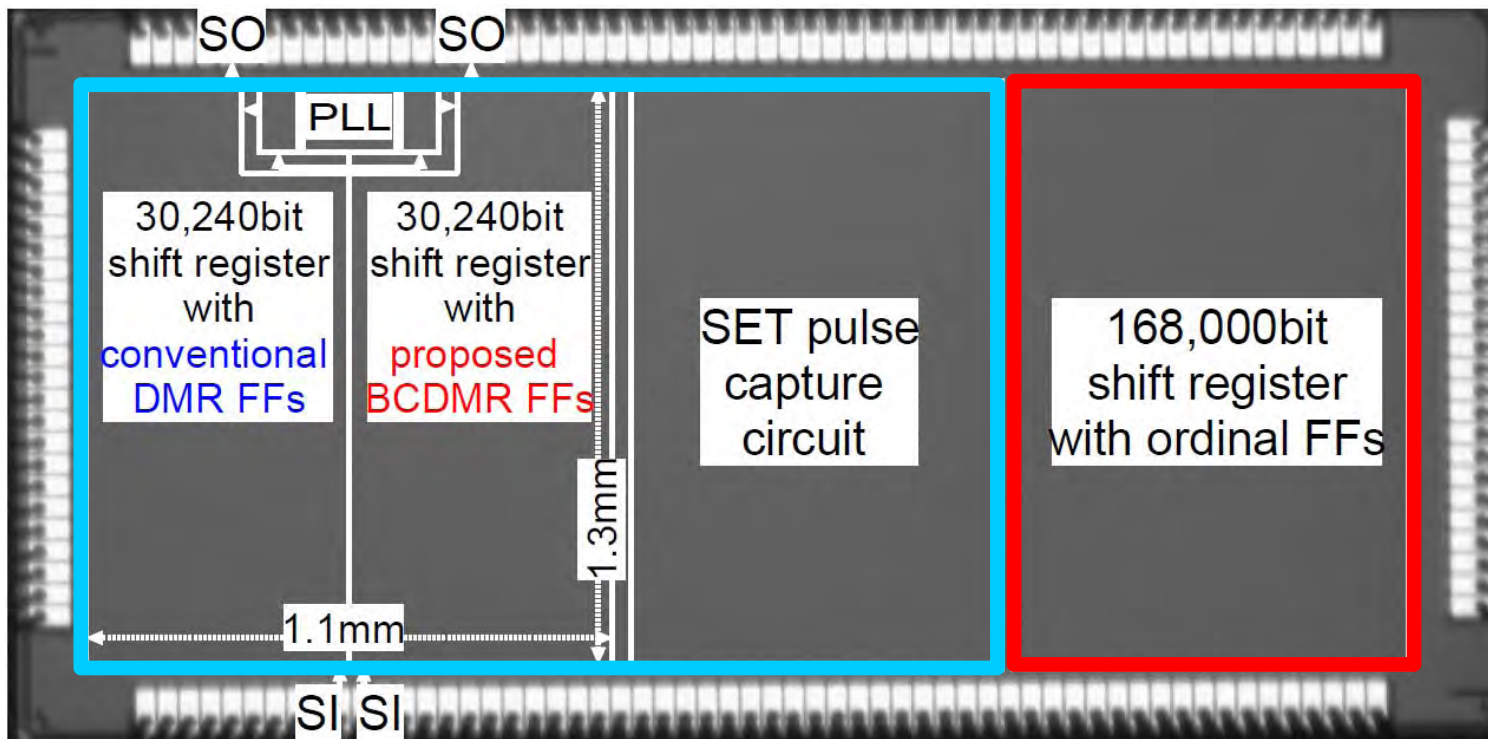 SO
SO
PLL
30,240bit
shift register
with
conventional
DMR FFs
30,240bit
shift register
with
proposed
BCDMR FFs
SET pulse
capture
circuit
168,000bit
shift register
with ordinal FFs
1.3mm
1.1mm
SI
SI